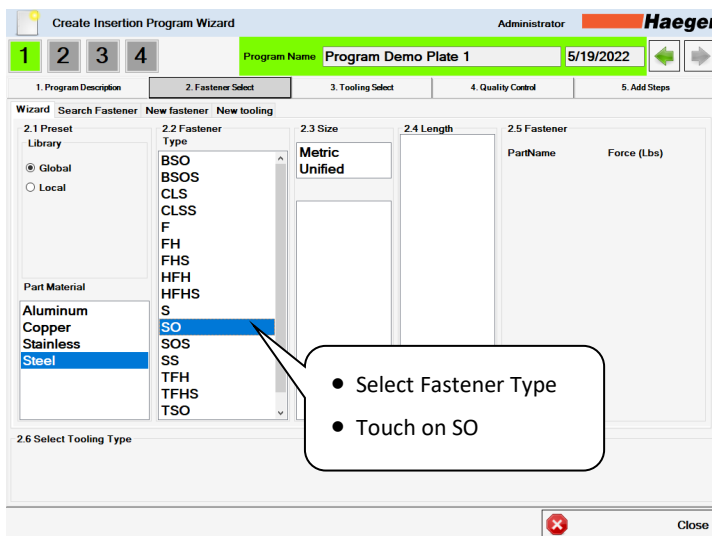 Create Insertion Program Wizard
Administrator
Haeger
1 2 3 4
Program Name Program Demo Plate 1 5/19/2022
1. Program Description 2. Fastener Select 3. Tooling Select 4. Quality Control 5. Add Steps
Wizard Search Fastener New fastener New tooling
2.1 Preset
Library
Global
Local
Part Material
Aluminum
Copper
Stainless
Steel
2.2 Fastener
Type
BSO
BSOS
CLS
CLSS
F
FH
FHS
HFH
HFHS
S
SO
SOS
SS
TFH
TFHS
TSO
2.3 Size
Metric
Unified
2.4 Length
2.5 Fastener
PartName Force (Lbs)
• Select Fastener Type
• Touch on SO
2.6 Select Tooling Type
Close